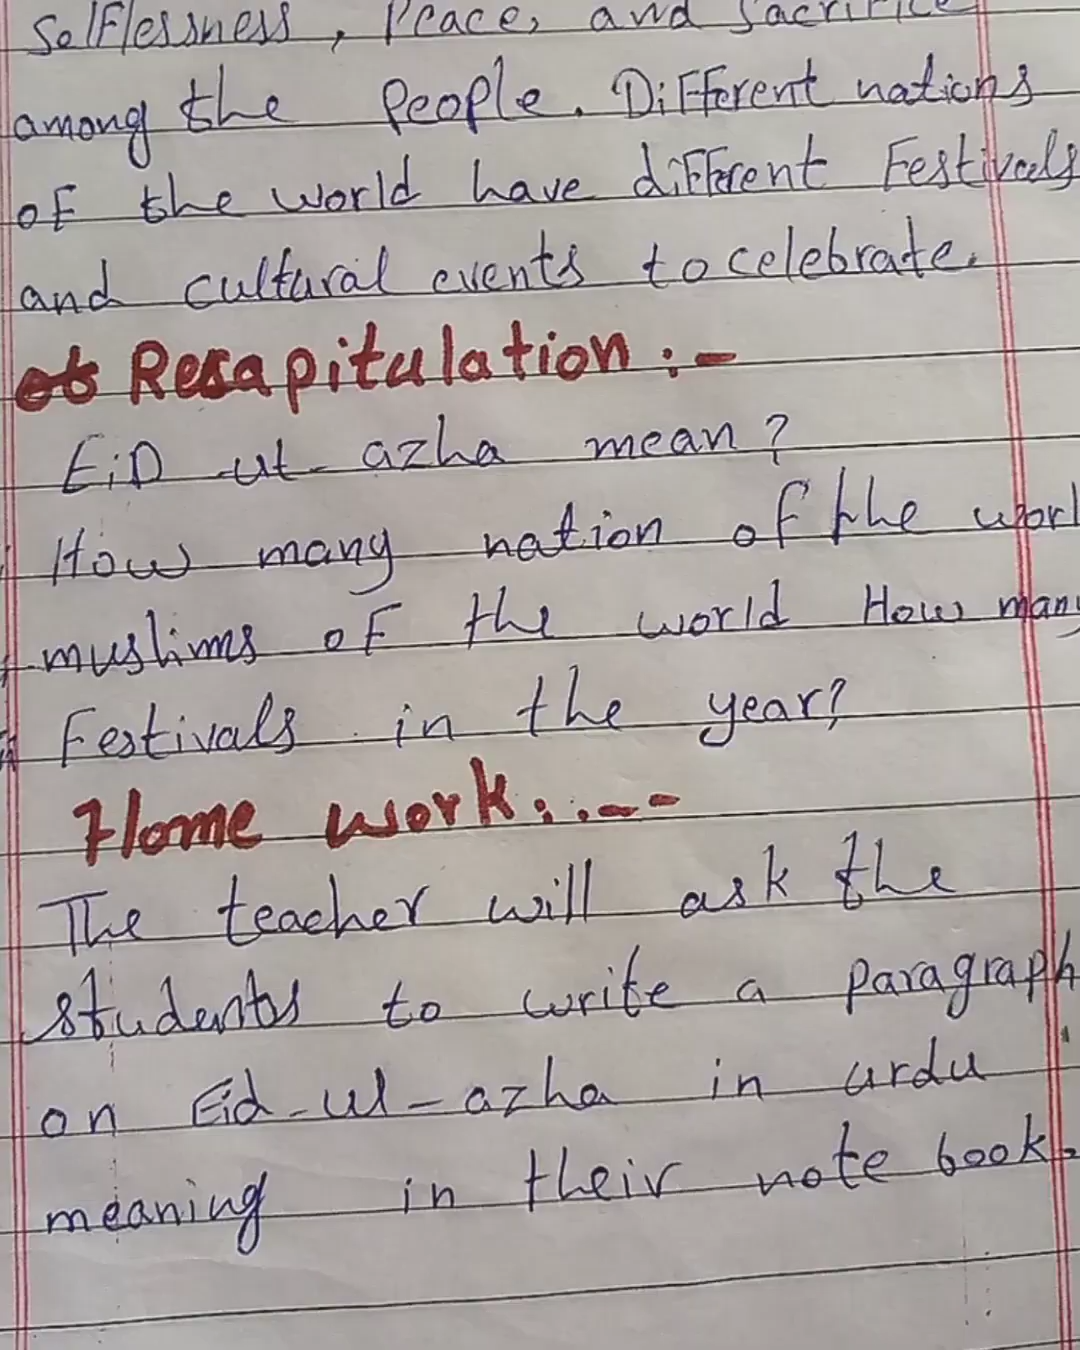 Selflessness, Peace, and Sacrifice
among the People. Different nations
of the world have different Festivals
and cultural events to celebrate.
Resapitulation :-
EiD ut-azha mean?
How many nation of the worl
muslims of the world How many
Festivals in the year?
Home work:.--
The teacher will ask the
students to write a paragraph
on Eid-ul-azha in urdu
meaning in their note book.